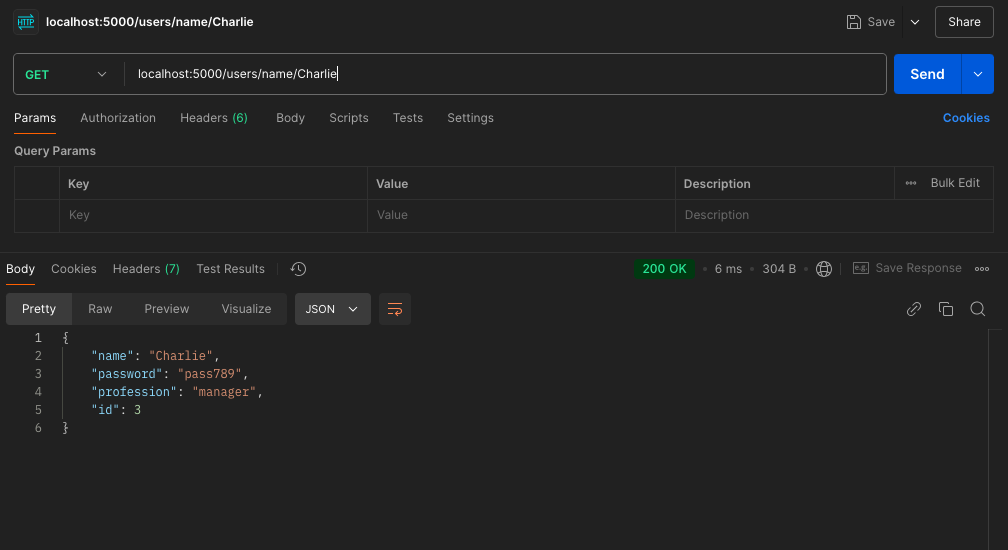 HTTP localhost:5000/users/name/Charlie Save Share
GET localhost:5000/users/name/Charlie Send
Params Authorization Headers (6) Body Scripts Tests Settings Cookies
Query Params
Key Value Description Bulk Edit
Key Value Description
Body Cookies Headers (7) Test Results 200 OK 6 ms 304 B e.g. Save Response
Pretty Raw Preview Visualize JSON
1 {
2 "name": "Charlie",
3 "password": "pass789",
4 "profession": "manager",
5 "id": 3
6 }